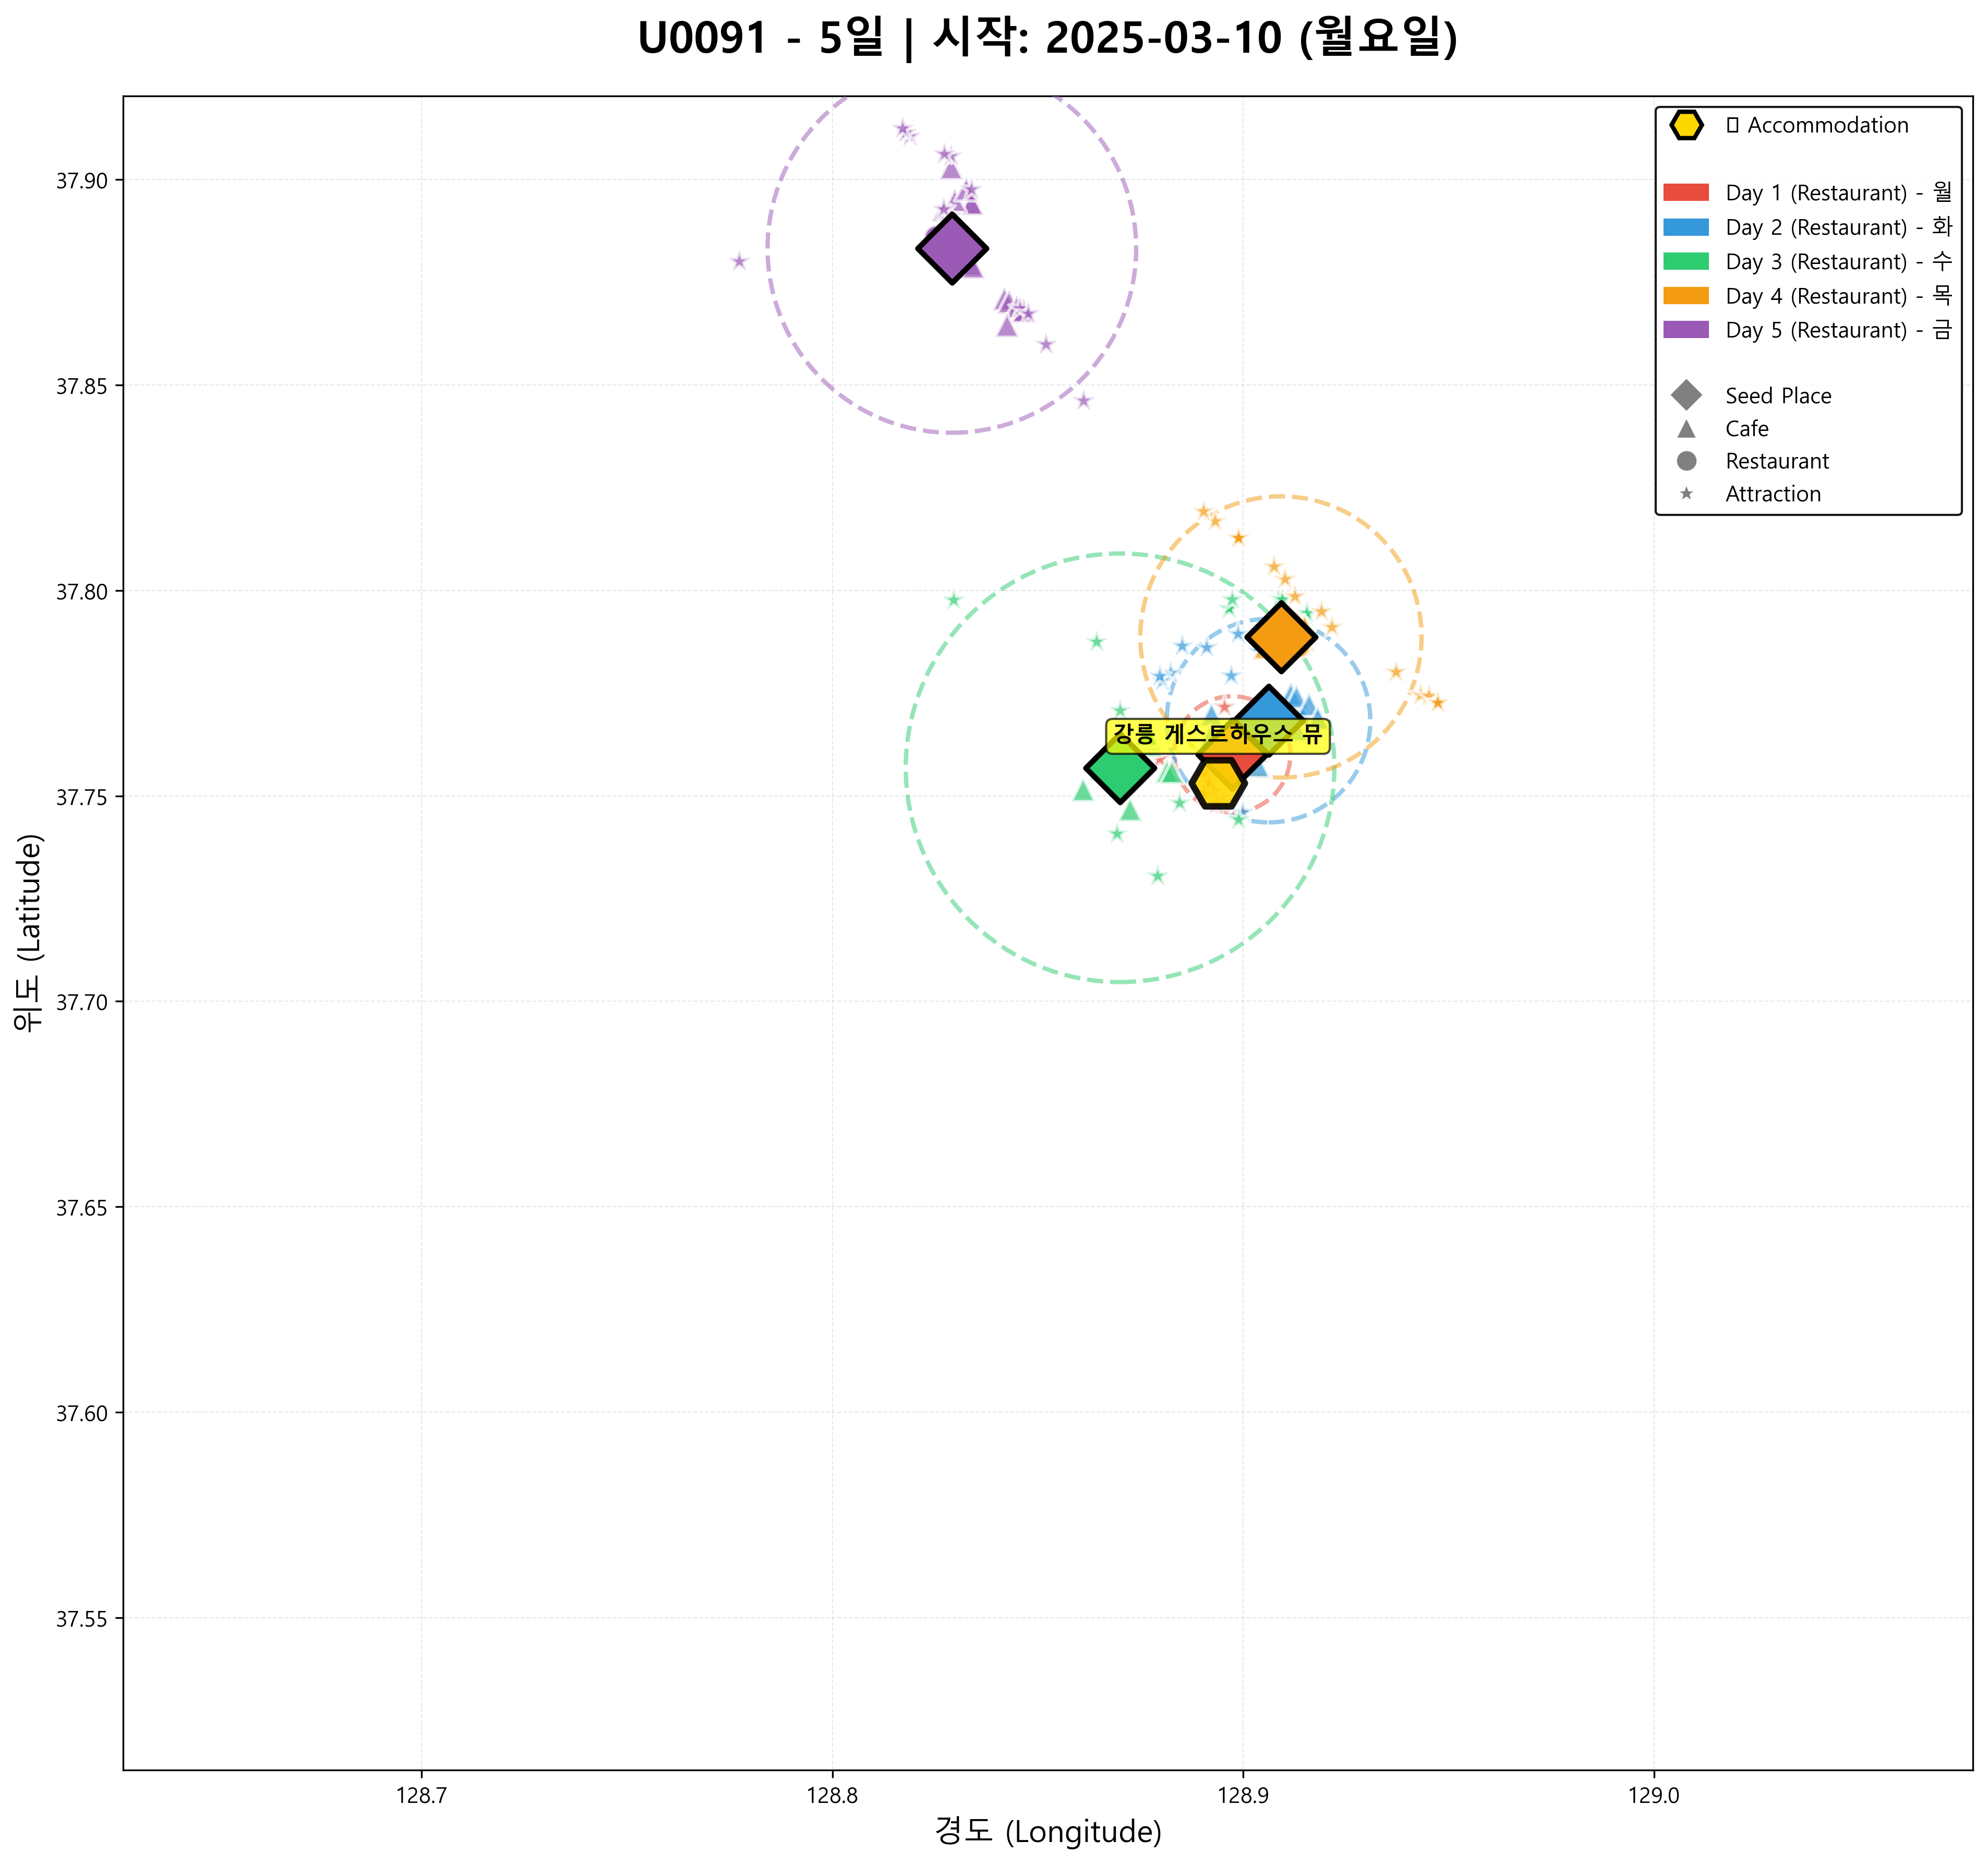 U0091 - 5일 | 시작: 2025-03-10 (월요일)
▯ Accommodation
Day 1 (Restaurant) - 월
Day 2 (Restaurant) - 화
Day 3 (Restaurant) - 수
Day 4 (Restaurant) - 목
Day 5 (Restaurant) - 금
Seed Place
Cafe
Restaurant
Attraction
강릉 게스트하우스 뮤
위도 (Latitude)
37.90
37.85
37.80
37.75
37.70
37.65
37.60
37.55
128.7
128.8
128.9
129.0
경도 (Longitude)